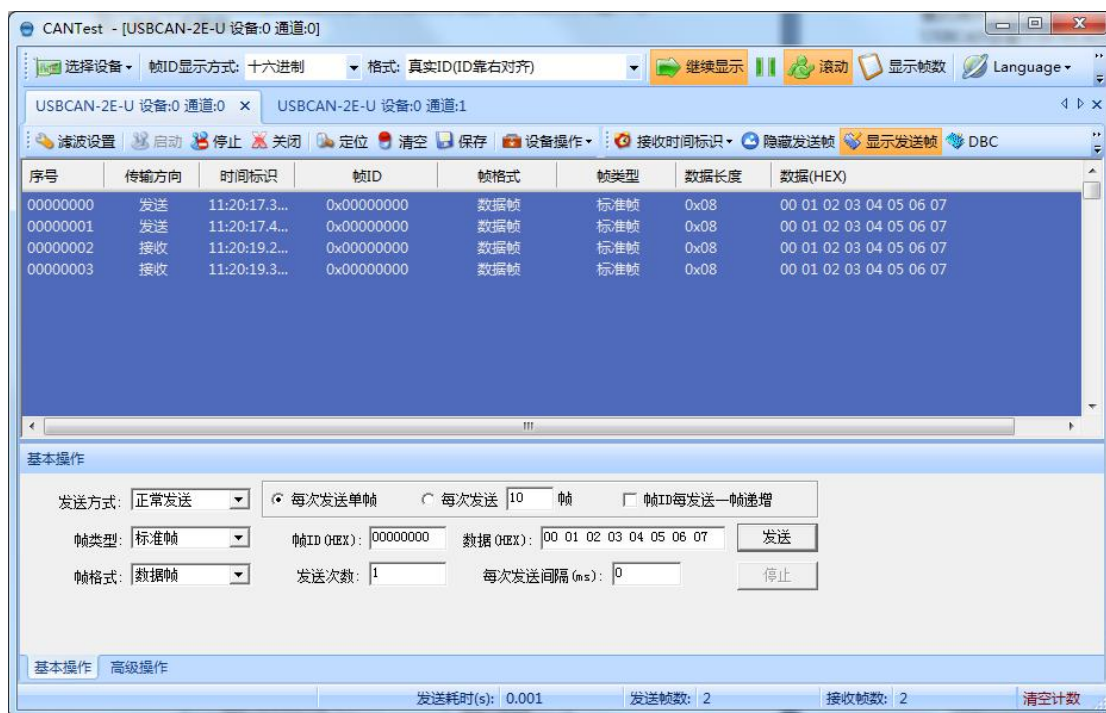 CANTest - [USBCAN-2E-U 设备:0 通道:0]
选择设备 帧ID显示方式: 十六进制 格式: 真实ID(ID靠右对齐) 继续显示 滚动 显示帧数 Language
USBCAN-2E-U 设备:0 通道:0 × USBCAN-2E-U 设备:0 通道:1
滤波设置 启动 停止 关闭 定位 清空 保存 设备操作 接收时间标识 隐藏发送帧 显示发送帧 DBC
序号 传输方向 时间标识 帧ID 帧格式 帧类型 数据长度 数据(HEX)
00000000 发送 11:20:17.3... 0x00000000 数据帧 标准帧 0x08 00 01 02 03 04 05 06 07
00000001 发送 11:20:17.4... 0x00000000 数据帧 标准帧 0x08 00 01 02 03 04 05 06 07
00000002 接收 11:20:19.2... 0x00000000 数据帧 标准帧 0x08 00 01 02 03 04 05 06 07
00000003 接收 11:20:19.3... 0x00000000 数据帧 标准帧 0x08 00 01 02 03 04 05 06 07
基本操作
发送方式: 正常发送 每次发送单帧 每次发送 10 帧 帧ID每发送一帧递增
帧类型: 标准帧 帧ID(HEX): 00000000 数据(HEX): 00 01 02 03 04 05 06 07 发送
帧格式: 数据帧 发送次数: 1 每次发送间隔(ms): 0 停止
基本操作 高级操作
发送耗时(s): 0.001 发送帧数: 2 接收帧数: 2 清空计数